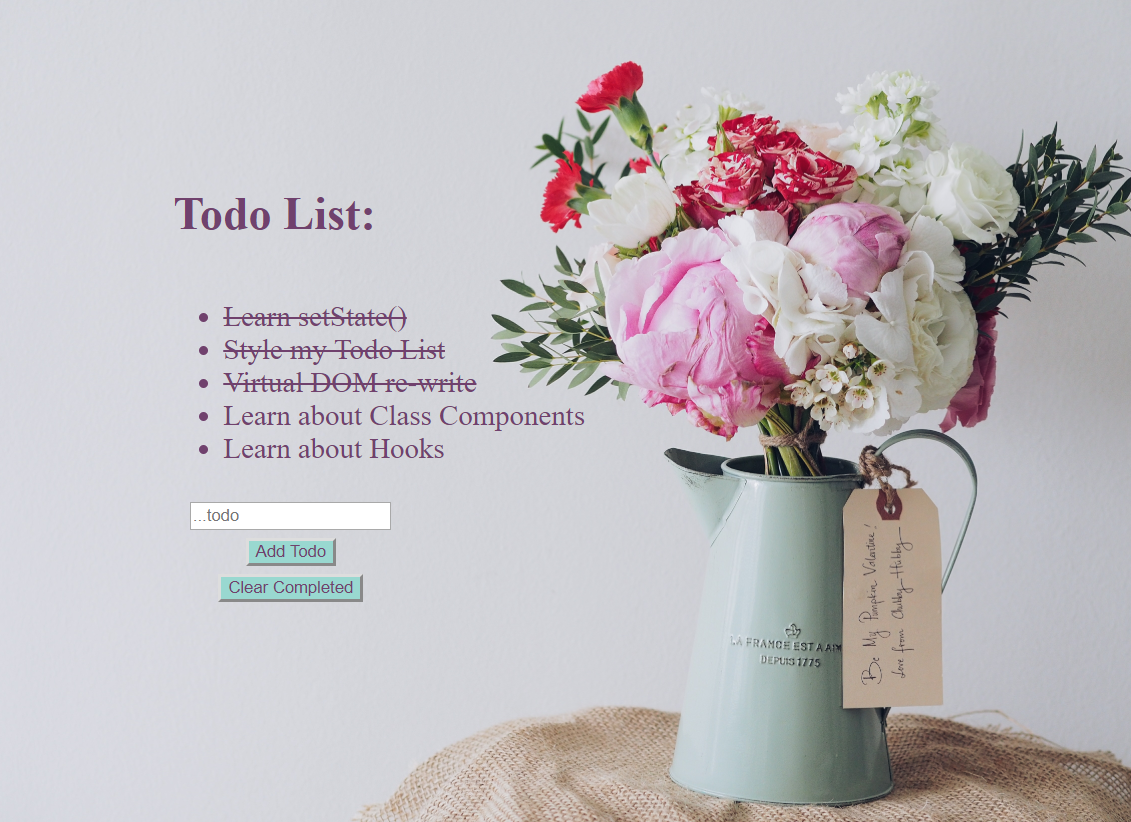 Todo List:
Learn setState()
Style my Todo List
Virtual DOM re-write
Learn about Class Components
Learn about Hooks
...todo
Add Todo
Clear Completed
LA FRANCE EST A AIM
DEPUIS 1775
Be My Pumpkin Valentine!
Love from Chubby Hubby